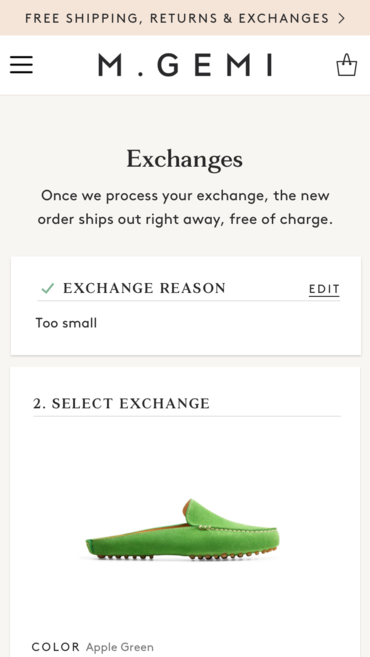 FREE SHIPPING, RETURNS & EXCHANGES
M.GEMI
Exchanges
Once we process your exchange, the new
order ships out right away, free of charge.
EXCHANGE REASON EDIT
Too small
2. SELECT EXCHANGE
COLOR Apple Green